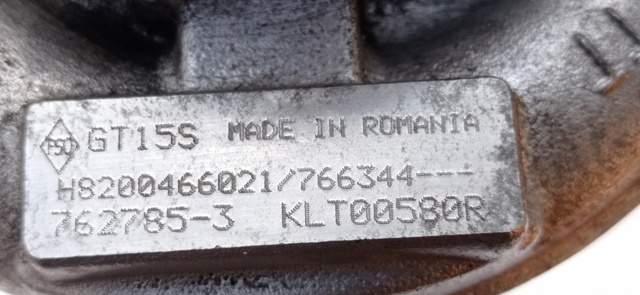 GT15S MADE IN ROMANIA
H8200466021/766344---
762785-3 KLT00580R